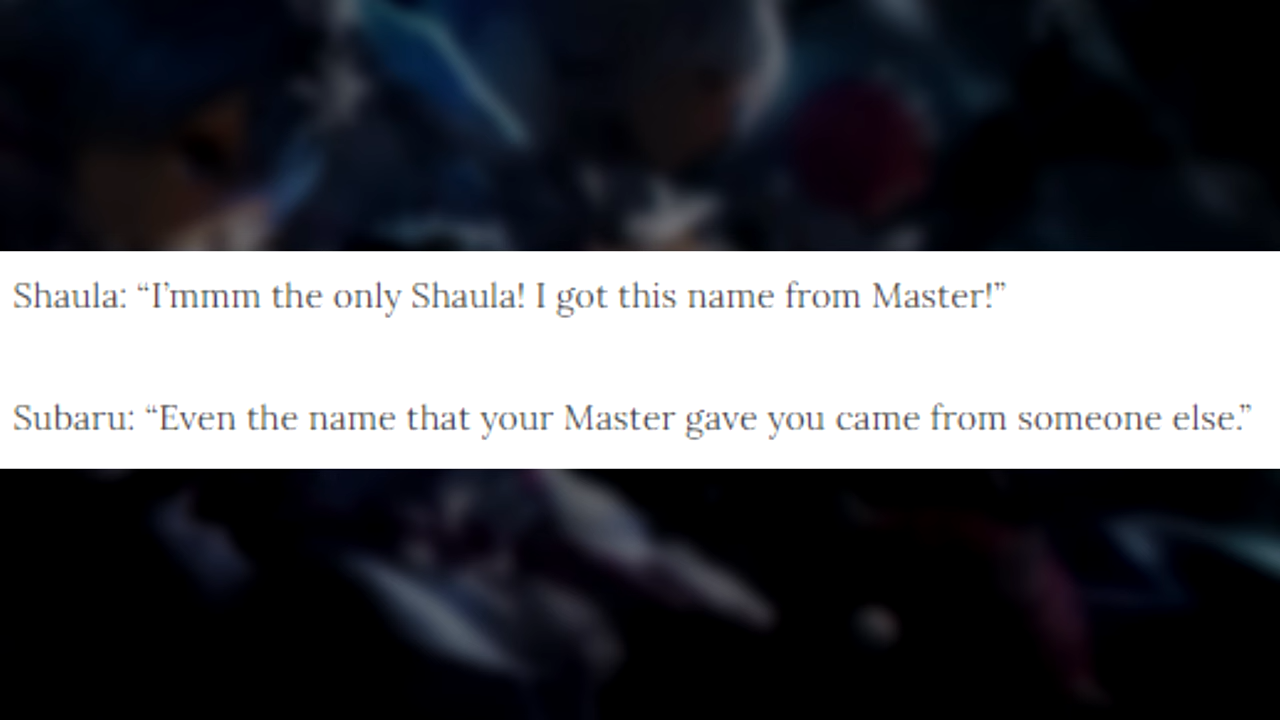 Shaula: “I’mmm the only Shaula! I got this name from Master!”
Subaru: “Even the name that your Master gave you came from someone else.”